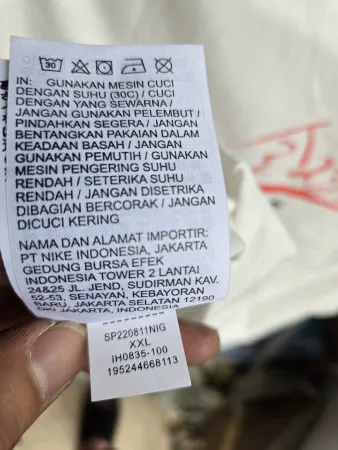 30
IN: GUNAKAN MESIN CUCI
DENGAN SUHU (30C) / CUCI
DENGAN YANG SEWARNA /
JANGAN GUNAKAN PELEMBUT /
PINDAHKAN SEGERA / JANGAN
BENTANGKAN PAKAIAN DALAM
KEADAAN BASAH / JANGAN
GUNAKAN PEMUTIH / GUNAKAN
MESIN PENGERING SUHU
RENDAH / SETERIKA SUHU
RENDAH / JANGAN DISETRIKA
DIBAGIAN BERCORAK / JANGAN
DICUCI KERING
NAMA DAN ALAMAT IMPORTIR:
PT NIKE INDONESIA, JAKARTA
GEDUNG BURSA EFEK
INDONESIA TOWER 2 LANTAI
24&25 JL. JEND, SUDIRMAN KAV.
52-53, SENAYAN, KEBAYORAN
BARU, JAKARTA SELATAN 12190
DKI JAKARTA, INDONESIA
SP220811NIG
XXL
IH0835-100
195244668113